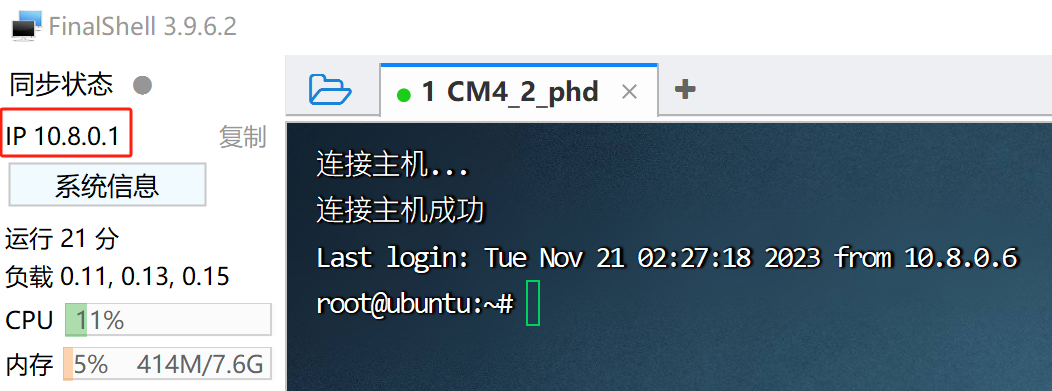 FinalShell 3.9.6.2
同步状态
IP 10.8.0.1 复制
系统信息
运行 21 分
负载 0.11, 0.13, 0.15
CPU 11%
内存 5% 414M/7.6G
1 CM4_2_phd × +
连接主机...
连接主机成功
Last login: Tue Nov 21 02:27:18 2023 from 10.8.0.6
root@ubuntu:~#